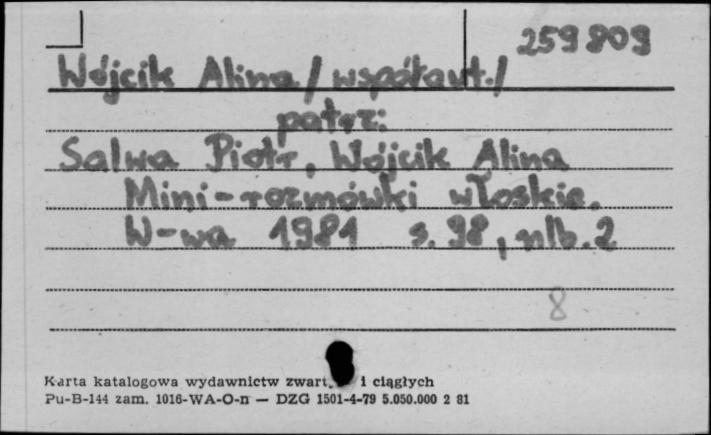 259809
Wójcik Alina /współaut./
patrz:
Salwa Piotr, Wójcik Alina
Mini-rozmówki włoskie.
W-wa 1981 s. 98, nlb. 2
8
Karta katalogowa wydawnictw zwart. i ciągłych
Pu-B-144 zam. 1016-WA-O-n — DZG 1501-4-79 5.050.000 2 81